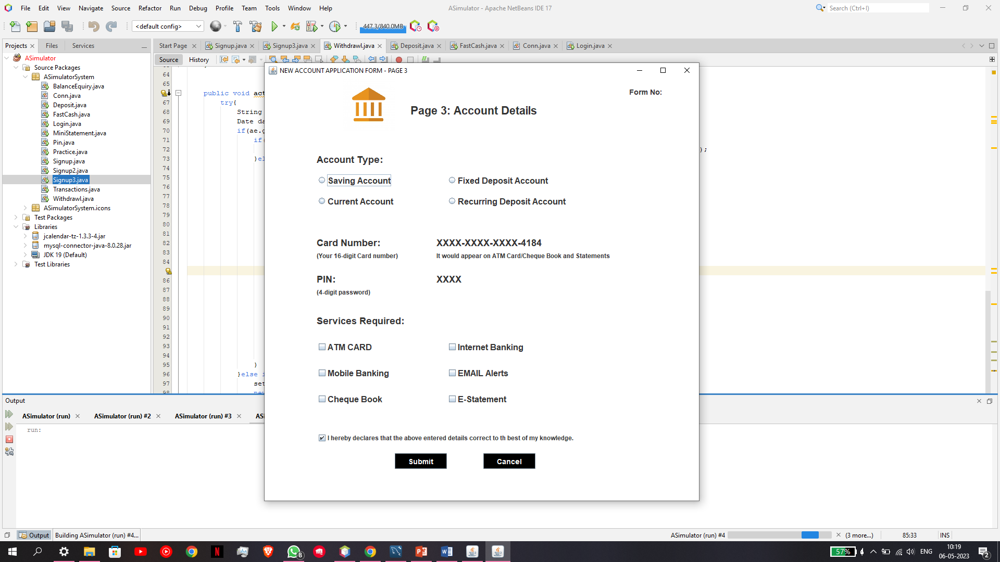 File Edit View Navigate Source Refactor Run Debug Profile Team Tools Window Help
ASimulator - Apache NetBeans IDE 17
Search (Ctrl+I)
<default config>
447.3/840.0MB
Projects Files Services
Start Page Signup.java Signup3.java Withdrawl.java Deposit.java FastCash.java Conn.java Login.java
Source History
ASimulator
Source Packages
ASimulatorSystem
BalanceEquiry.java
Conn.java
Deposit.java
FastCash.java
Login.java
MiniStatement.java
Pin.java
Practice.java
Signup.java
Signup2.java
Signup3.java
Transactions.java
Withdrawl.java
ASimulatorSystem.icons
Test Packages
Libraries
jcalendar-tz-1.3.3-4.jar
mysql-connector-java-8.0.28.jar
JDK 19 (Default)
Test Libraries
64
65
public void act
67 try{
68 String
69 Date da
70 if(ae.g
71 if(
72 );
73 }el
74
75
76
77
78
79
80
81
82
83
84
86
87
88
89
90
91
92
93
94
95 }
96 }else i
97 set
98 new
NEW ACCOUNT APPLICATION FORM - PAGE 3
Form No:
Page 3: Account Details
Account Type:
Saving Account Fixed Deposit Account
Current Account Recurring Deposit Account
Card Number: XXXX-XXXX-XXXX-4184
(Your 16-digit Card number) It would appear on ATM Card/Cheque Book and Statements
PIN: XXXX
(4-digit password)
Services Required:
ATM CARD Internet Banking
Mobile Banking EMAIL Alerts
Cheque Book E-Statement
I hereby declares that the above entered details correct to th best of my knowledge.
Submit Cancel
Output
ASimulator (run) ASimulator (run) #2 ASimulator (run) #3 AS
run:
Output Building ASimulator (run) #4...
ASimulator (run) #4 (3 more...) 85:33 INS
57% ENG
10:19
06-05-2023
8
2